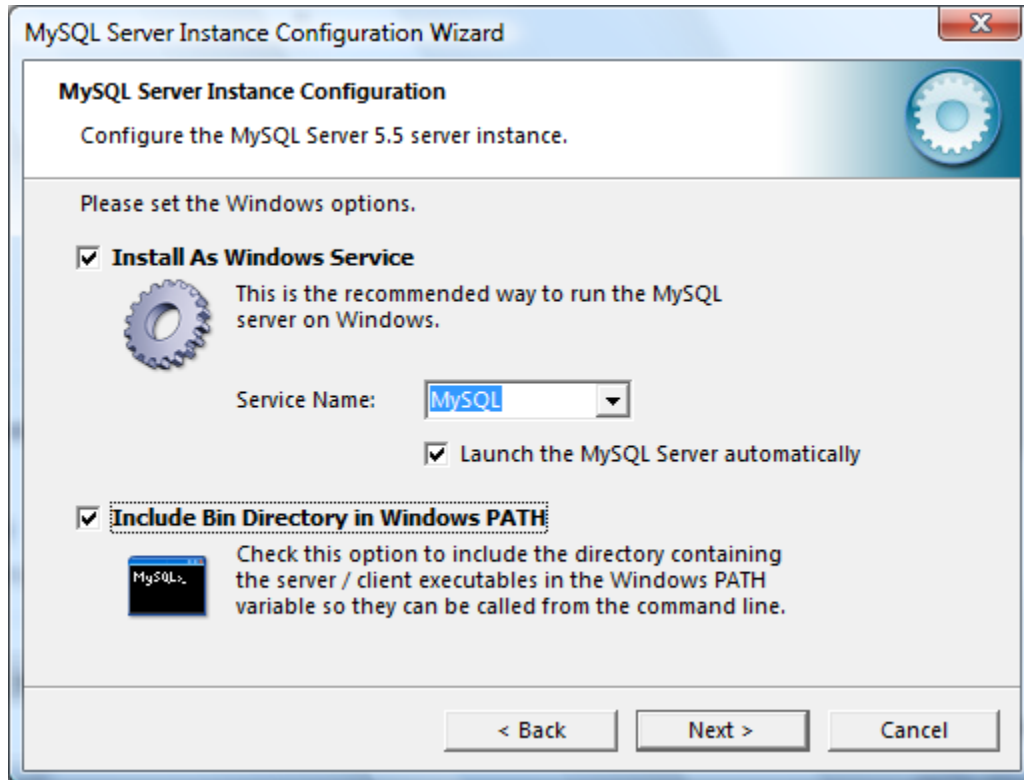 MySQL Server Instance Configuration Wizard
MySQL Server Instance Configuration
Configure the MySQL Server 5.5 server instance.
Please set the Windows options.
Install As Windows Service
This is the recommended way to run the MySQL
server on Windows.
Service Name: MySQL
Launch the MySQL Server automatically
Include Bin Directory in Windows PATH
MySQL>_
Check this option to include the directory containing
the server / client executables in the Windows PATH
variable so they can be called from the command line.
< Back Next > Cancel